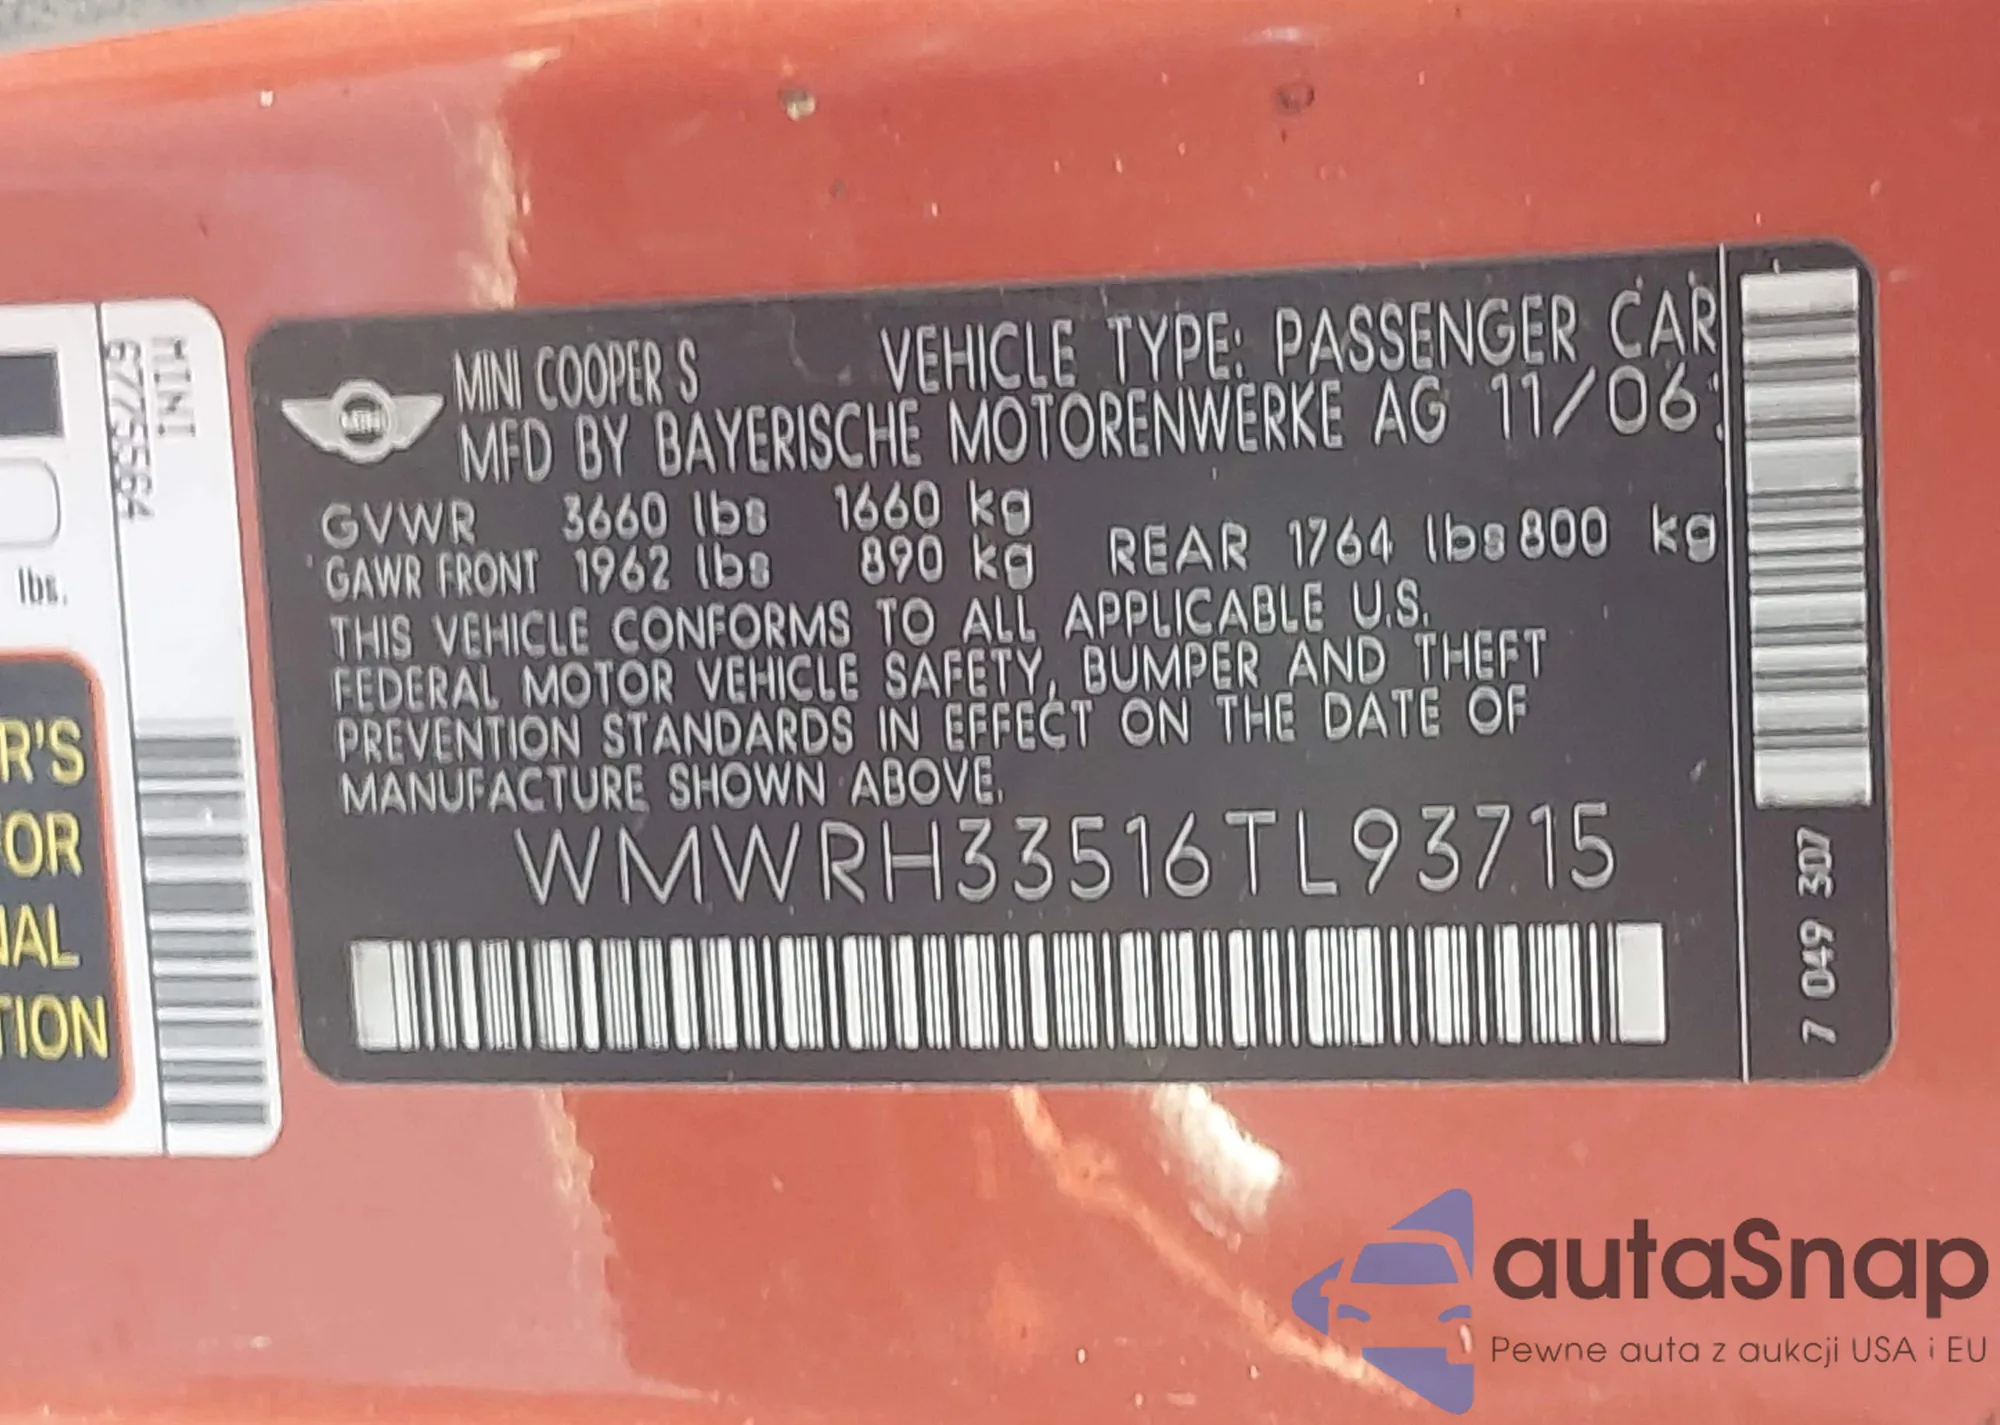 MINI
6775564
lbs.
R'S
FOR
NAL
TION
MINI
MINI COOPER S VEHICLE TYPE: PASSENGER CAR
MFD BY BAYERISCHE MOTORENWERKE AG 11/06
GVWR 3660 lbs 1660 kg
GAWR FRONT 1962 lbs 890 kg REAR 1764 lbs 800 kg
THIS VEHICLE CONFORMS TO ALL APPLICABLE U.S.
FEDERAL MOTOR VEHICLE SAFETY, BUMPER AND THEFT
PREVENTION STANDARDS IN EFFECT ON THE DATE OF
MANUFACTURE SHOWN ABOVE.
WMWRH33516TL93715
7 049 307
autaSnap
Pewne auta z aukcji USA i EU